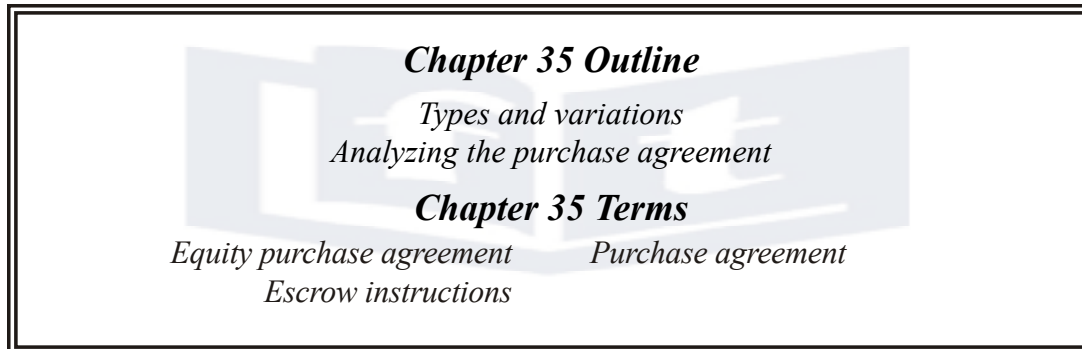 Chapter 35 Outline
Types and variations
Analyzing the purchase agreement
Chapter 35 Terms
Equity purchase agreement Purchase agreement
Escrow instructions